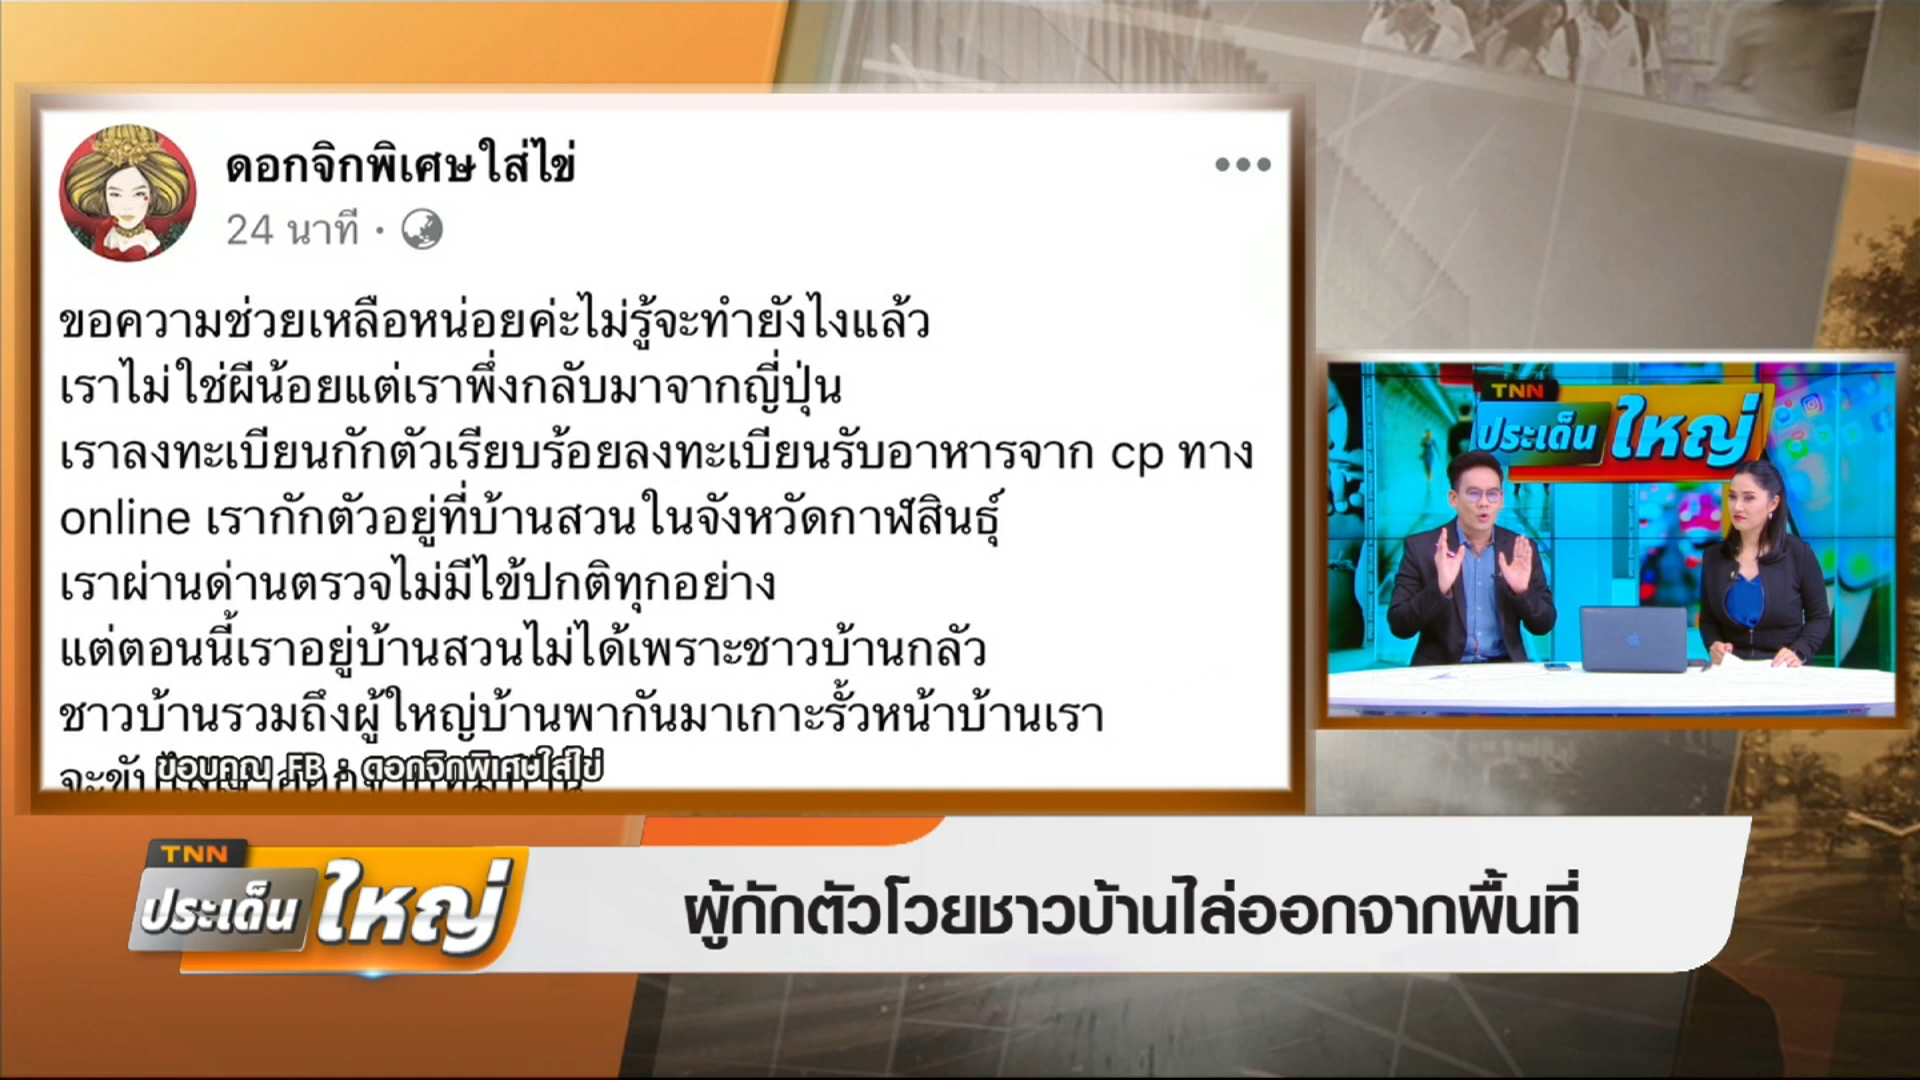 ดอกจิกพิเศษใส่ไข่
24 นาที ·
ขอความช่วยเหลือหน่อยค่ะไม่รู้จะทำยังไงแล้ว
เราไม่ใช่ผีน้อยแต่เราพึ่งกลับมาจากญี่ปุ่น
เราลงทะเบียนกักตัวเรียบร้อยลงทะเบียนรับอาหารจาก cp ทาง
online เรากักตัวอยู่ที่บ้านสวนในจังหวัดกาฬสินธุ์
เราผ่านด่านตรวจไม่มีไข้ปกติทุกอย่าง
แต่ตอนนี้เราอยู่บ้านสวนไม่ได้เพราะชาวบ้านกลัว
ชาวบ้านรวมถึงผู้ใหญ่บ้านพากันมาเกาะรั้วหน้าบ้านเรา
ขอบคุณ FB : ดอกจิกพิเศษใส่ไข่
TNN
ประเด็นใหญ่
TNN
ประเด็นใหญ่
ผู้กักตัวโวยชาวบ้านไล่ออกจากพื้นที่